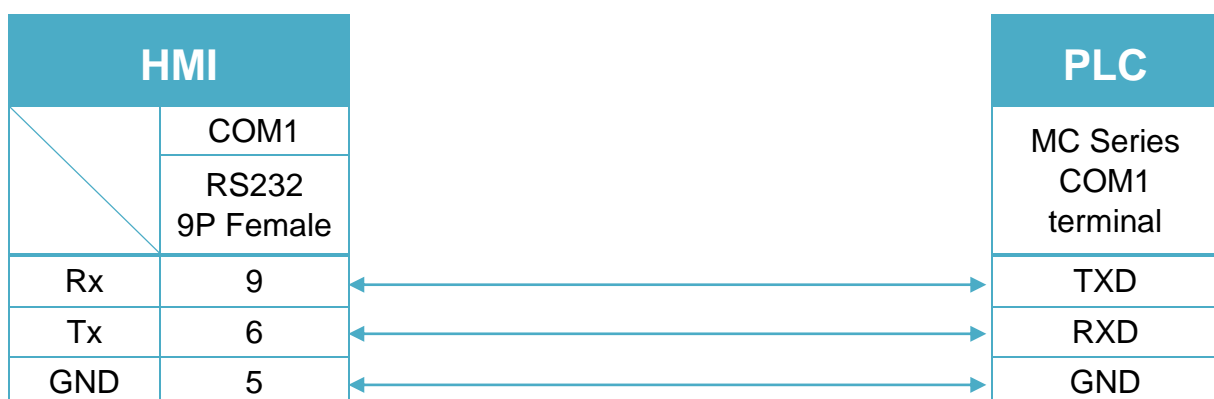 HMI
PLC
COM1
RS232
9P Female
MC Series
COM1
terminal
Rx 9 TXD
Tx 6 RXD
GND 5 GND